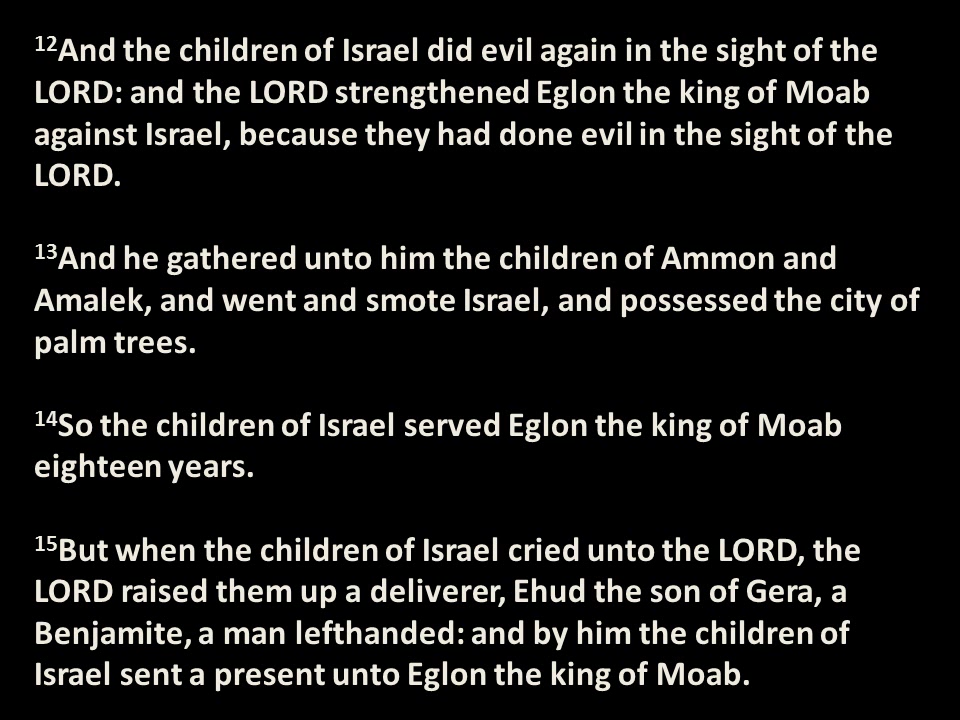 12And the children of Israel did evil again in the sight of the
LORD: and the LORD strengthened Eglon the king of Moab
against Israel, because they had done evil in the sight of the
LORD.
13And he gathered unto him the children of Ammon and
Amalek, and went and smote Israel, and possessed the city of
palm trees.
14So the children of Israel served Eglon the king of Moab
eighteen years.
15But when the children of Israel cried unto the LORD, the
LORD raised them up a deliverer, Ehud the son of Gera, a
Benjamite, a man lefthanded: and by him the children of
Israel sent a present unto Eglon the king of Moab.